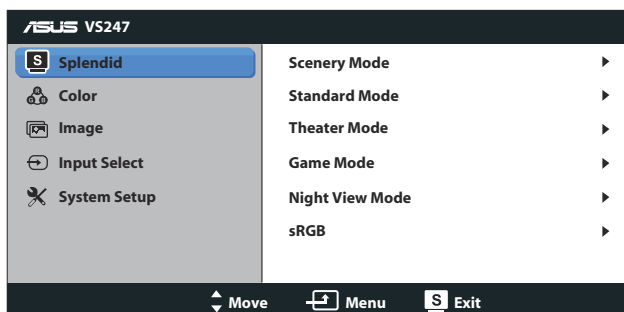 ASUS VS247
S Splendid
Color
Image
Input Select
System Setup
Scenery Mode
Standard Mode
Theater Mode
Game Mode
Night View Mode
sRGB
Move Menu S Exit